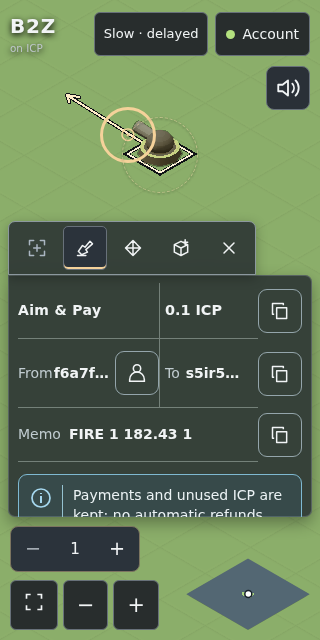 B2Z
on ICP
Slow · delayed
Account
Aim & Pay
0.1 ICP
From f6a7f...
To s5ir5...
Memo FIRE 1 182.43 1
Payments and unused ICP are
kept; no automatic refunds
− 1 +
− +